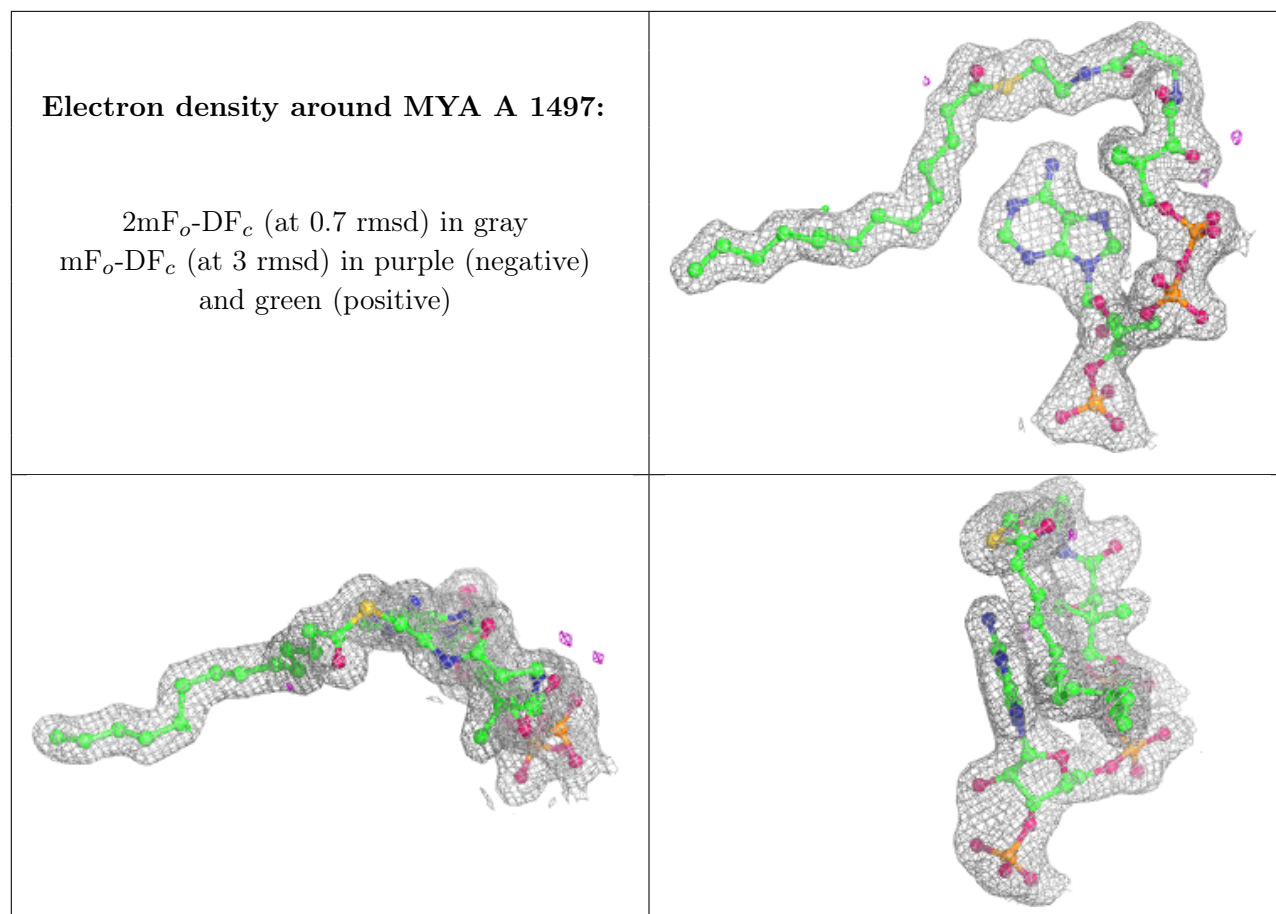 Electron density around MYA A 1497:
2mFo-DFc (at 0.7 rmsd) in gray
mFo-DFc (at 3 rmsd) in purple (negative)
and green (positive)